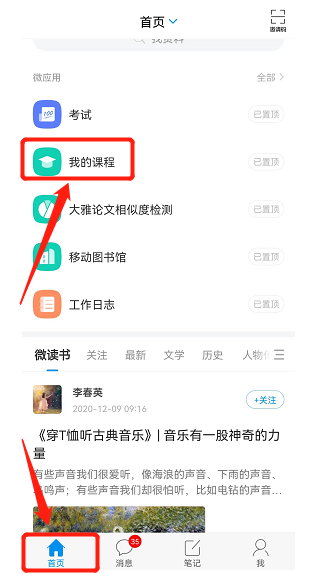 首页
邀请码
找资料
微应用
全部
考试
已置顶
我的课程
已置顶
大雅论文相似度检测
已置顶
移动图书馆
已置顶
工作日志
已置顶
微读书 关注 最新 文学 历史 人物
李春英
+关注
2020-12-09 09:16
《穿T恤听古典音乐》| 音乐有一股神奇的力
量
有些声音我们很爱听，像海浪的声音、下雨的声音、
鸟鸣声；有些声音我们却很怕听，比如电钻的声音
35
首页 消息 笔记 我